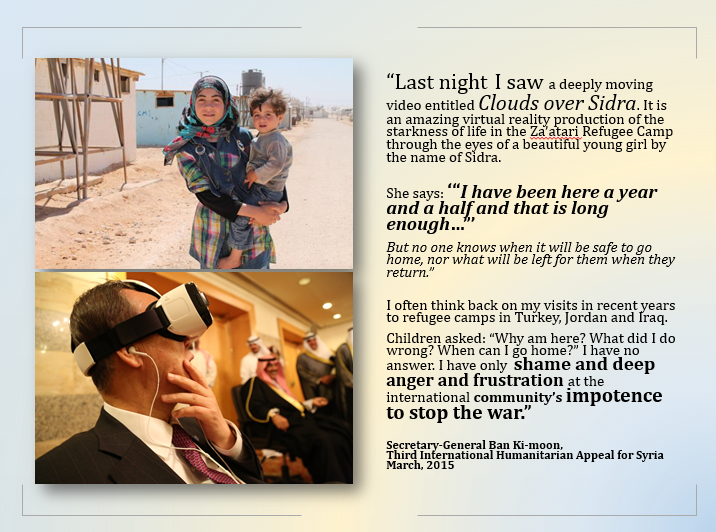 “Last night I saw a deeply moving
video entitled Clouds over Sidra. It is
an amazing virtual reality production of the
starkness of life in the Za’atari Refugee Camp
through the eyes of a beautiful young girl by
the name of Sidra.
She says: ‘“I have been here a year
and a half and that is long
enough…”’
But no one knows when it will be safe to go
home, nor what will be left for them when they
return.”
I often think back on my visits in recent years
to refugee camps in Turkey, Jordan and Iraq.
Children asked: “Why am here? What did I do
wrong? When can I go home?” I have no
answer. I have only shame and deep
anger and frustration at the
international community’s impotence
to stop the war.”
Secretary-General Ban Ki-moon,
Third International Humanitarian Appeal for Syria
March, 2015